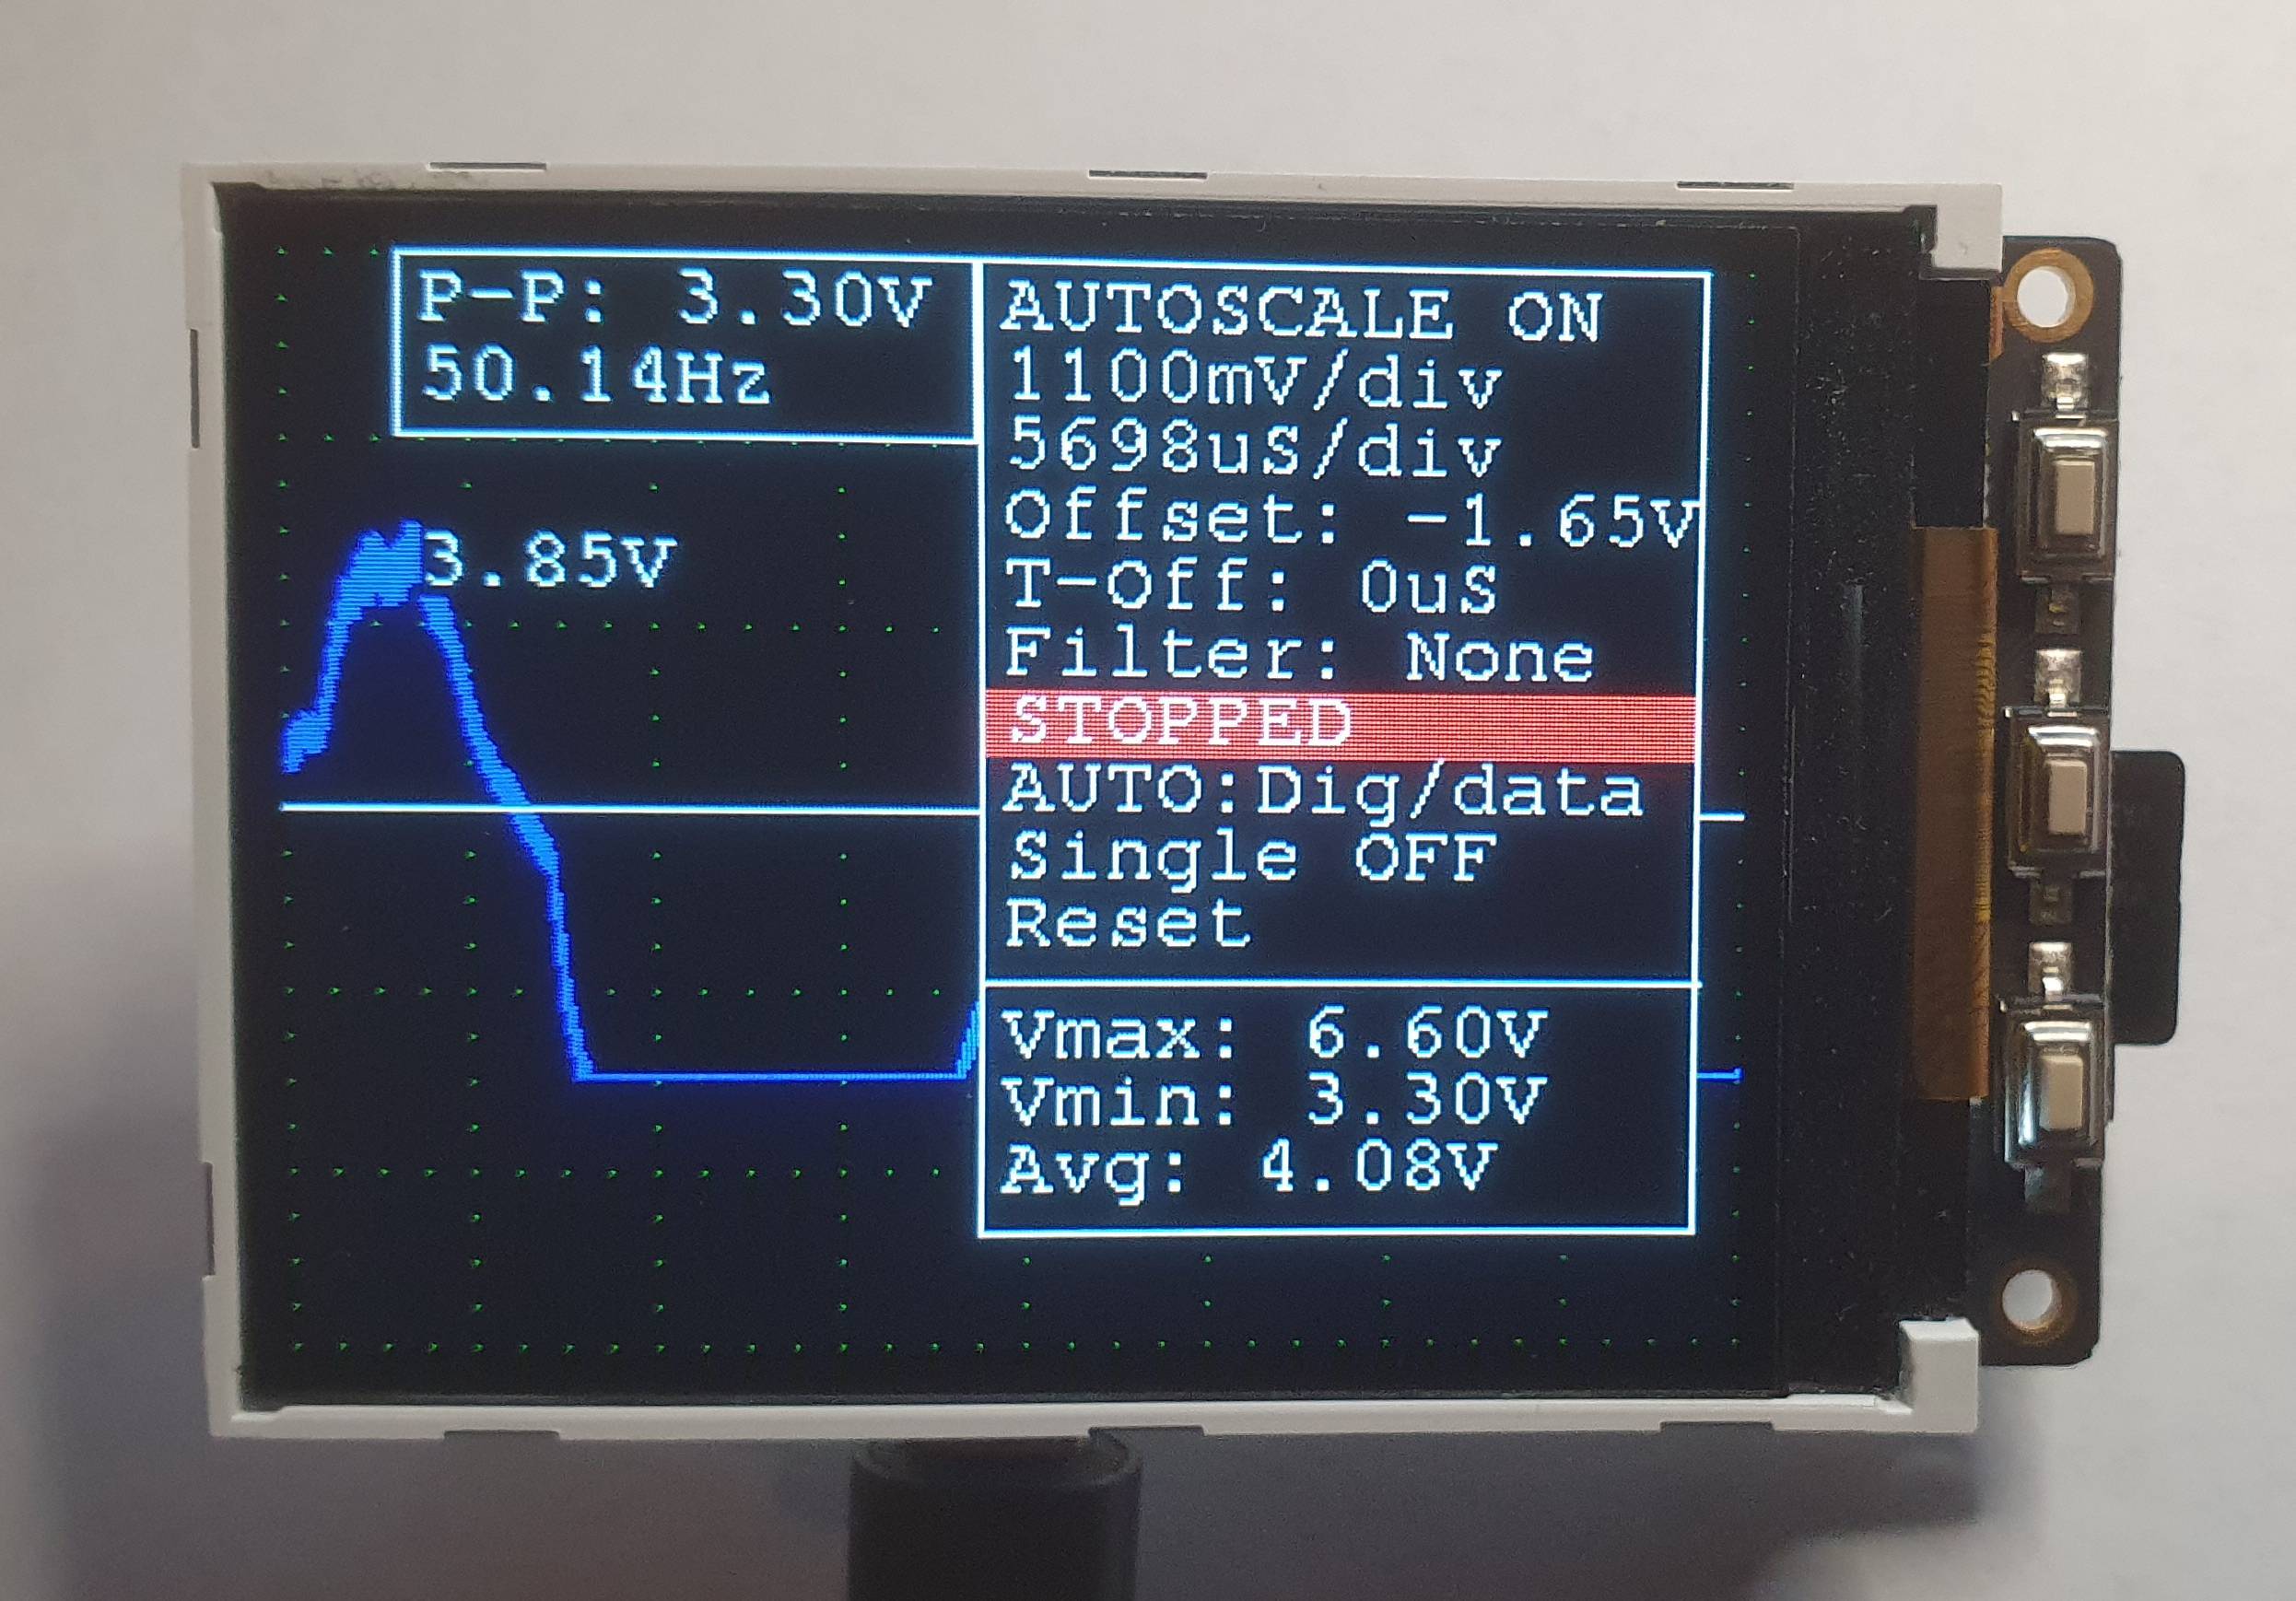 P-P: 3.30V
50.14Hz
3.85V
AUTOSCALE ON
1100mV/div
5698uS/div
Offset: -1.65V
T-Off: 0uS
Filter: None
STOPPED
AUTO:Dig/data
Single OFF
Reset
Vmax: 6.60V
Vmin: 3.30V
Avg: 4.08V